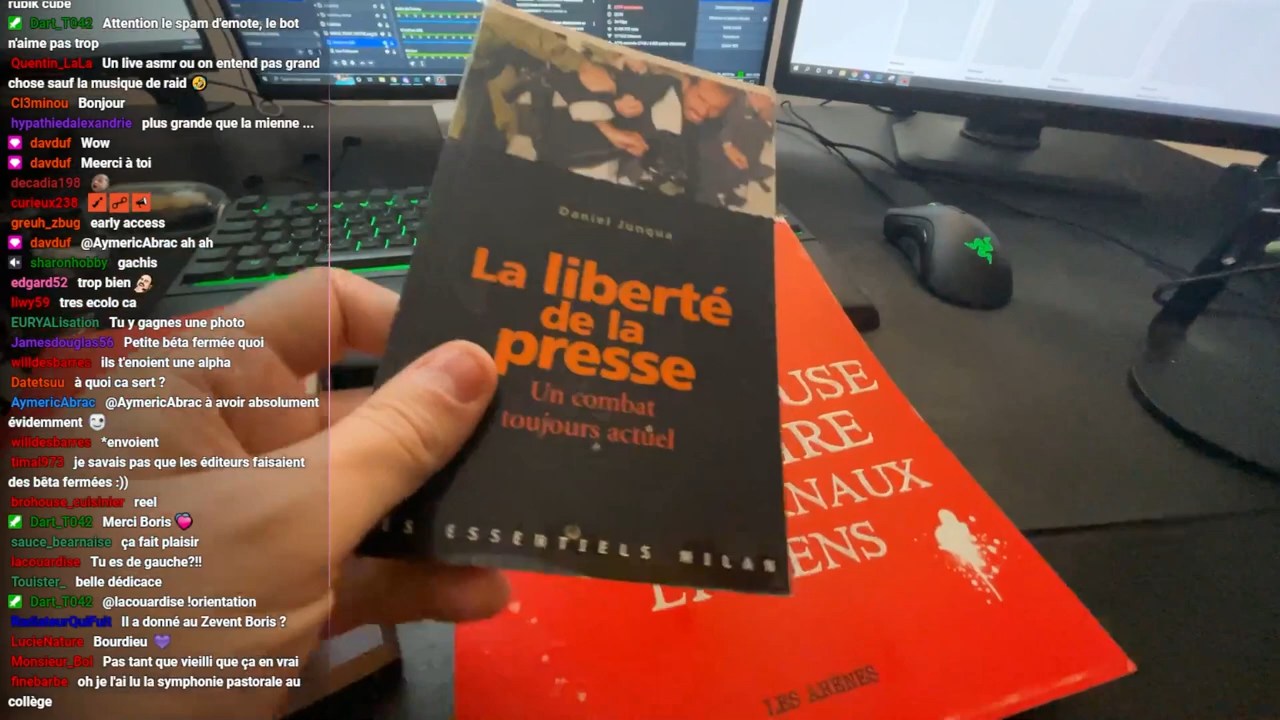 rubik cube
Dart_T042 Attention le spam d'emote, le bot
n'aime pas trop
Quentin_LaLa Un live asmr ou on entend pas grand
chose sauf la musique de raid
Cl3minou Bonjour
hypathiedalexandrie plus grande que la mienne ...
davduf Wow
davduf Meerci à toi
decadia198
curieux238
greuh_zbug early access
davduf @AymericAbrac ah ah
sharonhobby gachis
edgard52 trop bien
liwy59 tres ecolo ca
EURYALisation Tu y gagnes une photo
Jamesdouglas56 Petite béta fermée quoi
willdesbarres ils t'enoient une alpha
Datetsuu à quoi ca sert ?
AymericAbrac @AymericAbrac à avoir absolument
évidemment
willdesbarres *envoient
timal973 je savais pas que les éditeurs faisaient
des bêta fermées :))
brohouse_cuisinier reel
Dart_T042 Merci Boris
sauce_bearnaise ça fait plaisir
lacouardise Tu es de gauche?!!
Touister_ belle dédicace
Dart_T042 @lacouardise !orientation
RadiateurQuiFuit Il a donné au Zevent Boris ?
LucieNature Bourdieu
Monsieur_Bol Pas tant que vieilli que ça en vrai
finebarbe oh je l'ai lu la symphonie pastorale au
collège
Daniel Junqua
La liberté
de la
presse
Un combat
toujours actuel
S ESSENTIELS MILAN
USE
IRE
NAUX
ENS
LES ARÈNES